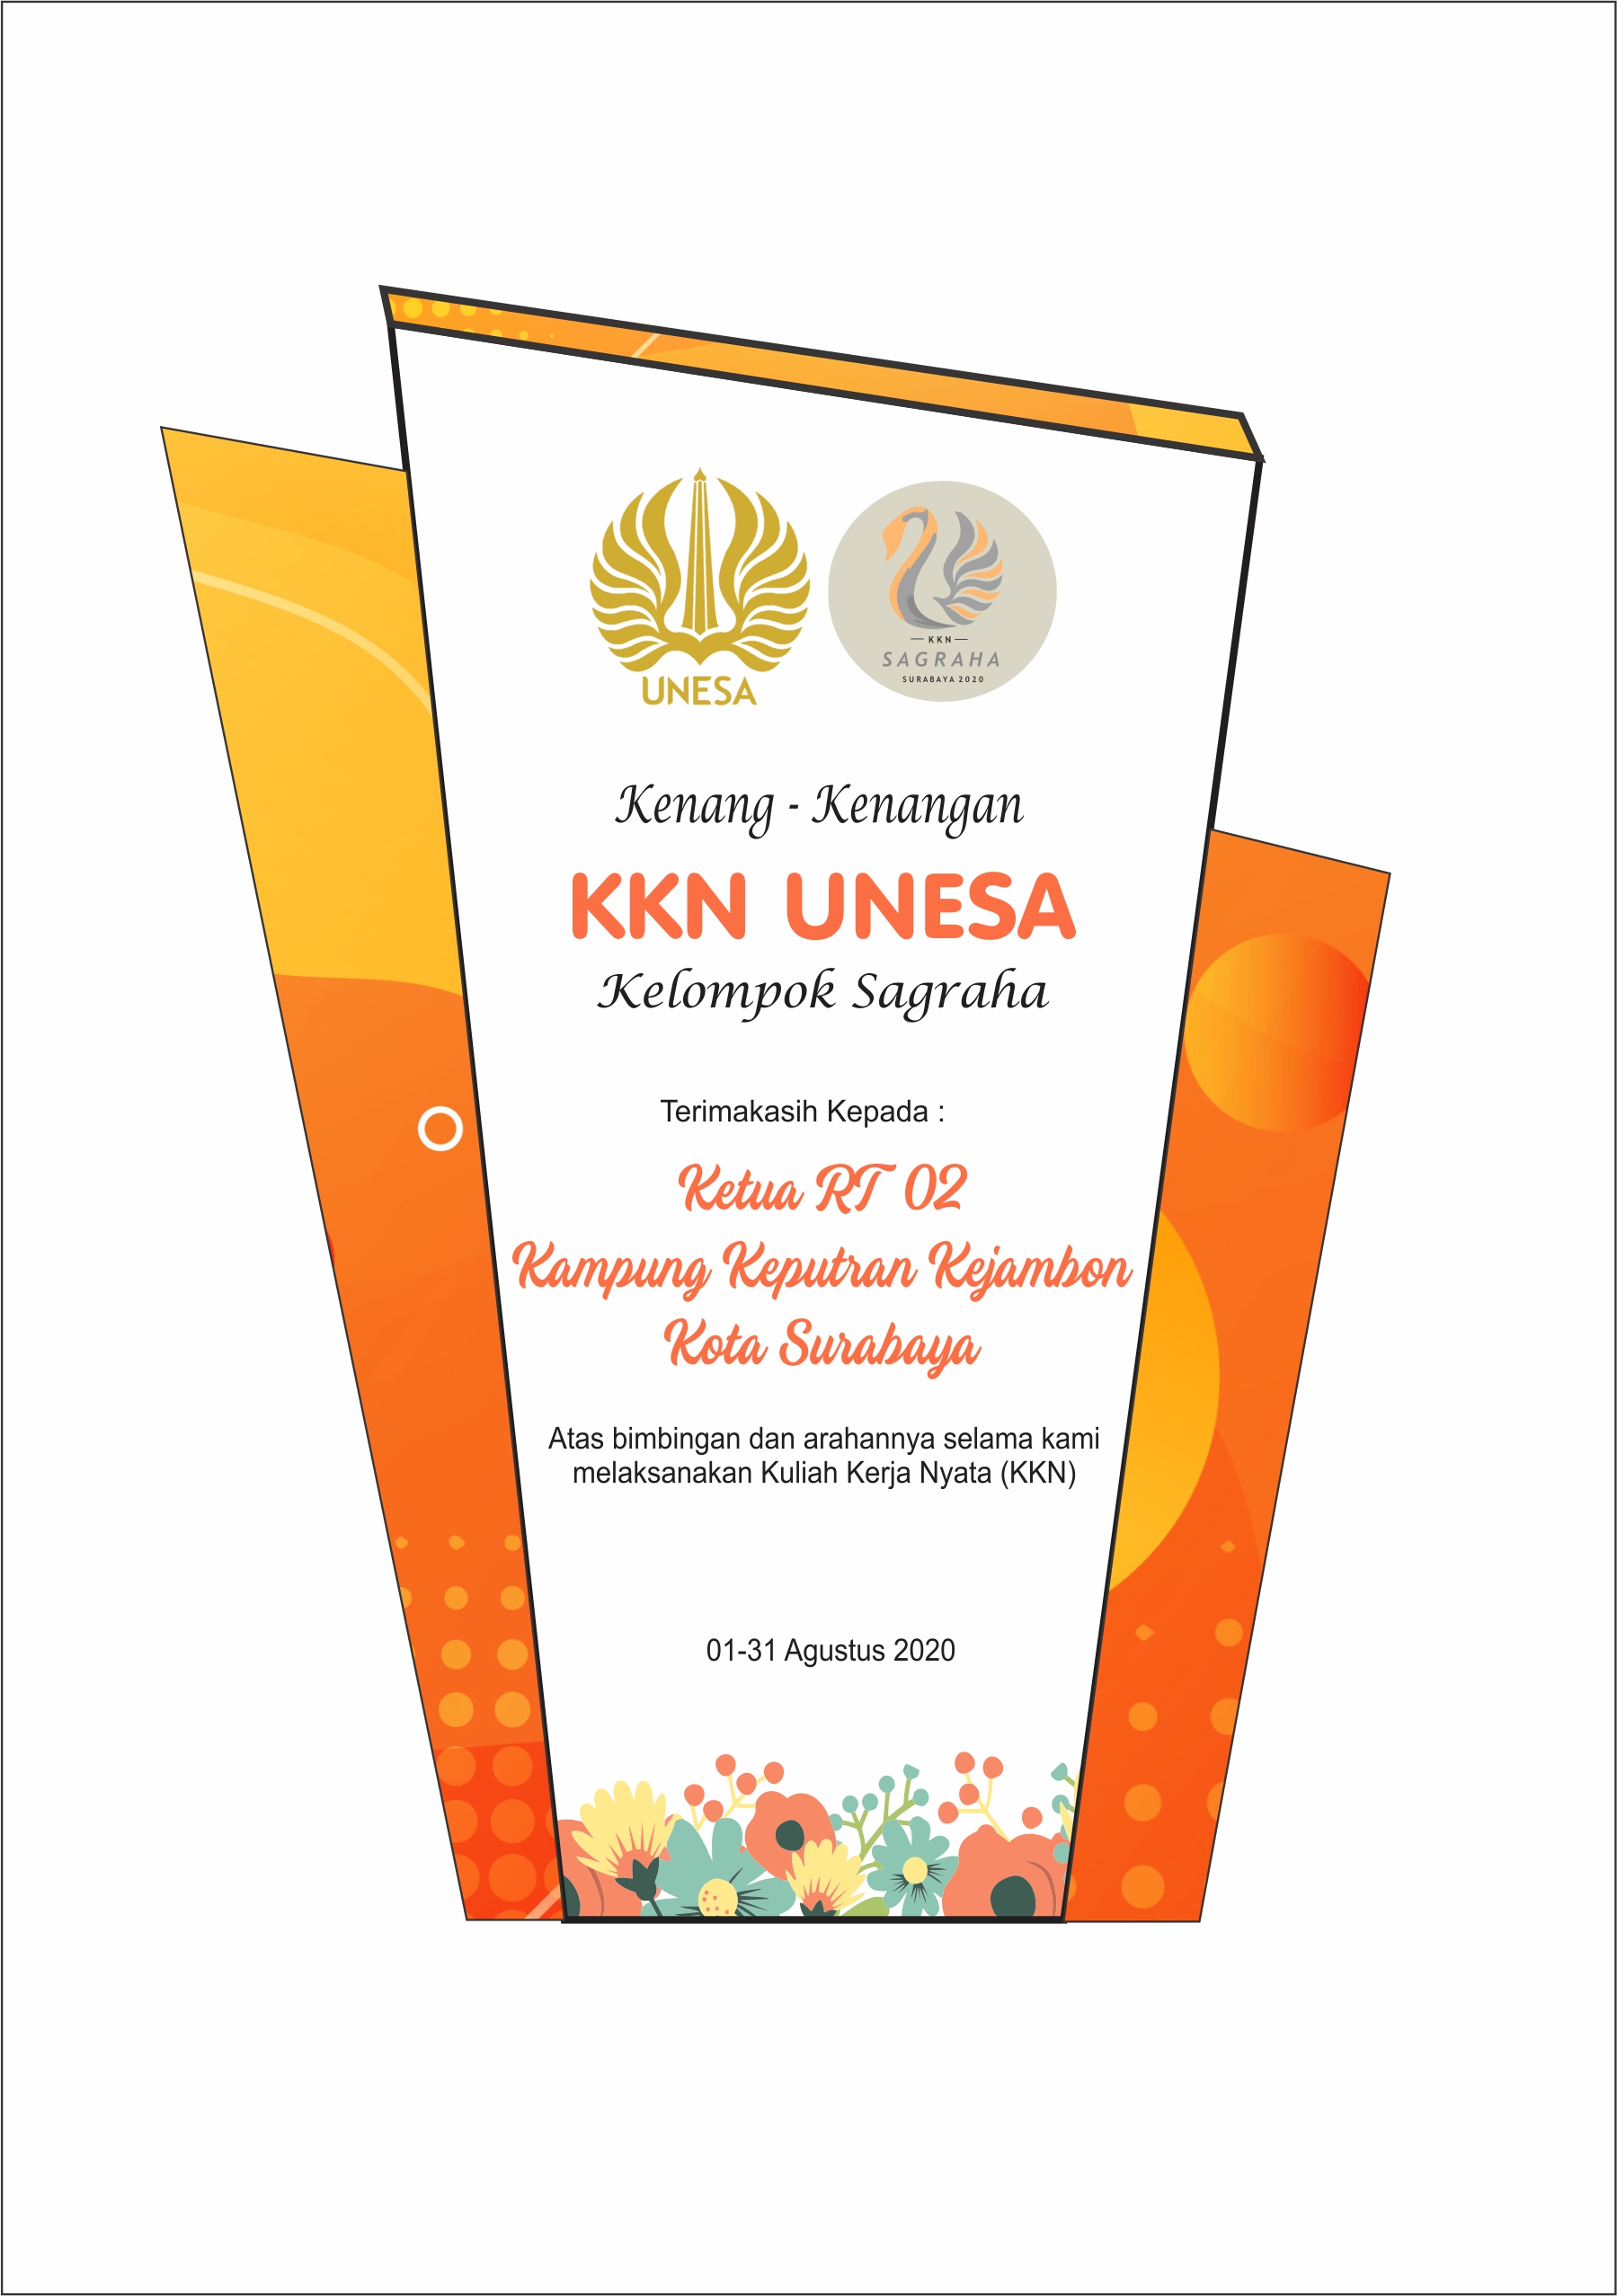 UNESA
KKN
SAGRAHA
SURABAYA 2020
Kenang - Kenangan
KKN UNESA
Kelompok Sagraha
Terimakasih Kepada :
Ketua RT 02
Kampung Keputran Kejambon
Kota Surabaya
Atas bimbingan dan arahannya selama kami
melaksanakan Kuliah Kerja Nyata (KKN)
01-31 Agustus 2020